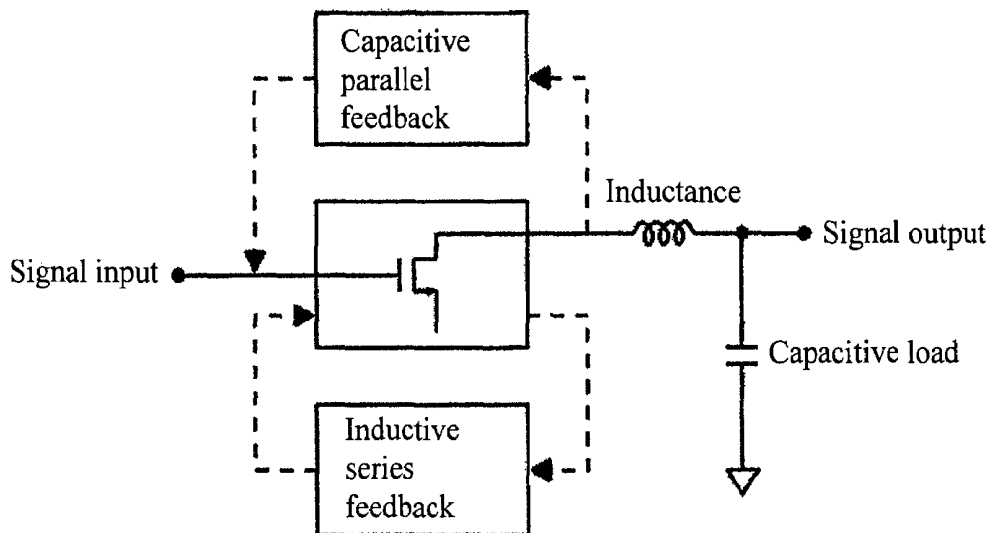 Capacitive
parallel
feedback
Inductance
Signal output
Signal input
Capacitive load
Inductive
series
feedback